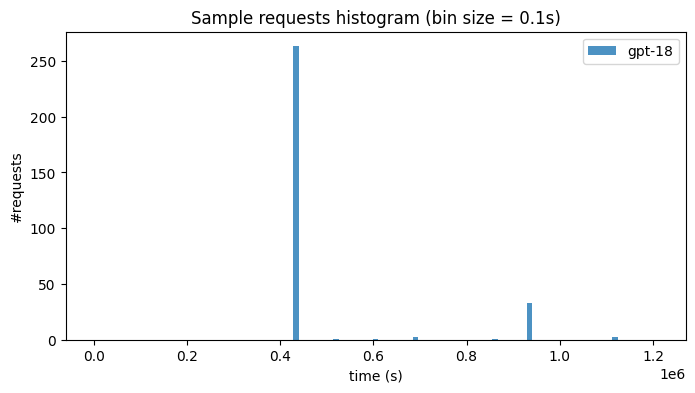 Sample requests histogram (bin size = 0.1s)
gpt-18
#requests
250
200
150
100
50
0
0.0 0.2 0.4 0.6 0.8 1.0 1.2
1e6
time (s)